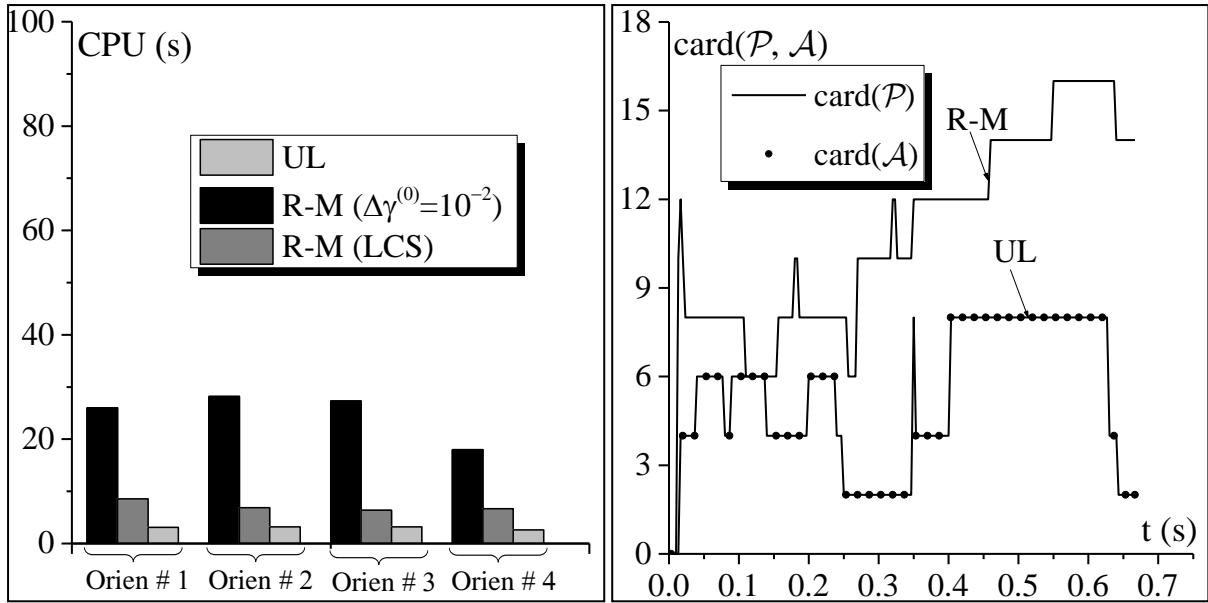 100
80
60
40
20
0
CPU (s)
UL
R-M (Δγ⁽⁰⁾=10⁻²)
R-M (LCS)
Orien # 1
Orien # 2
Orien # 3
Orien # 4
18
15
12
9
6
3
0
card(𝒫, 𝒜)
card(𝒫)
card(𝒜)
R-M
UL
t (s)
0.0 0.1 0.2 0.3 0.4 0.5 0.6 0.7